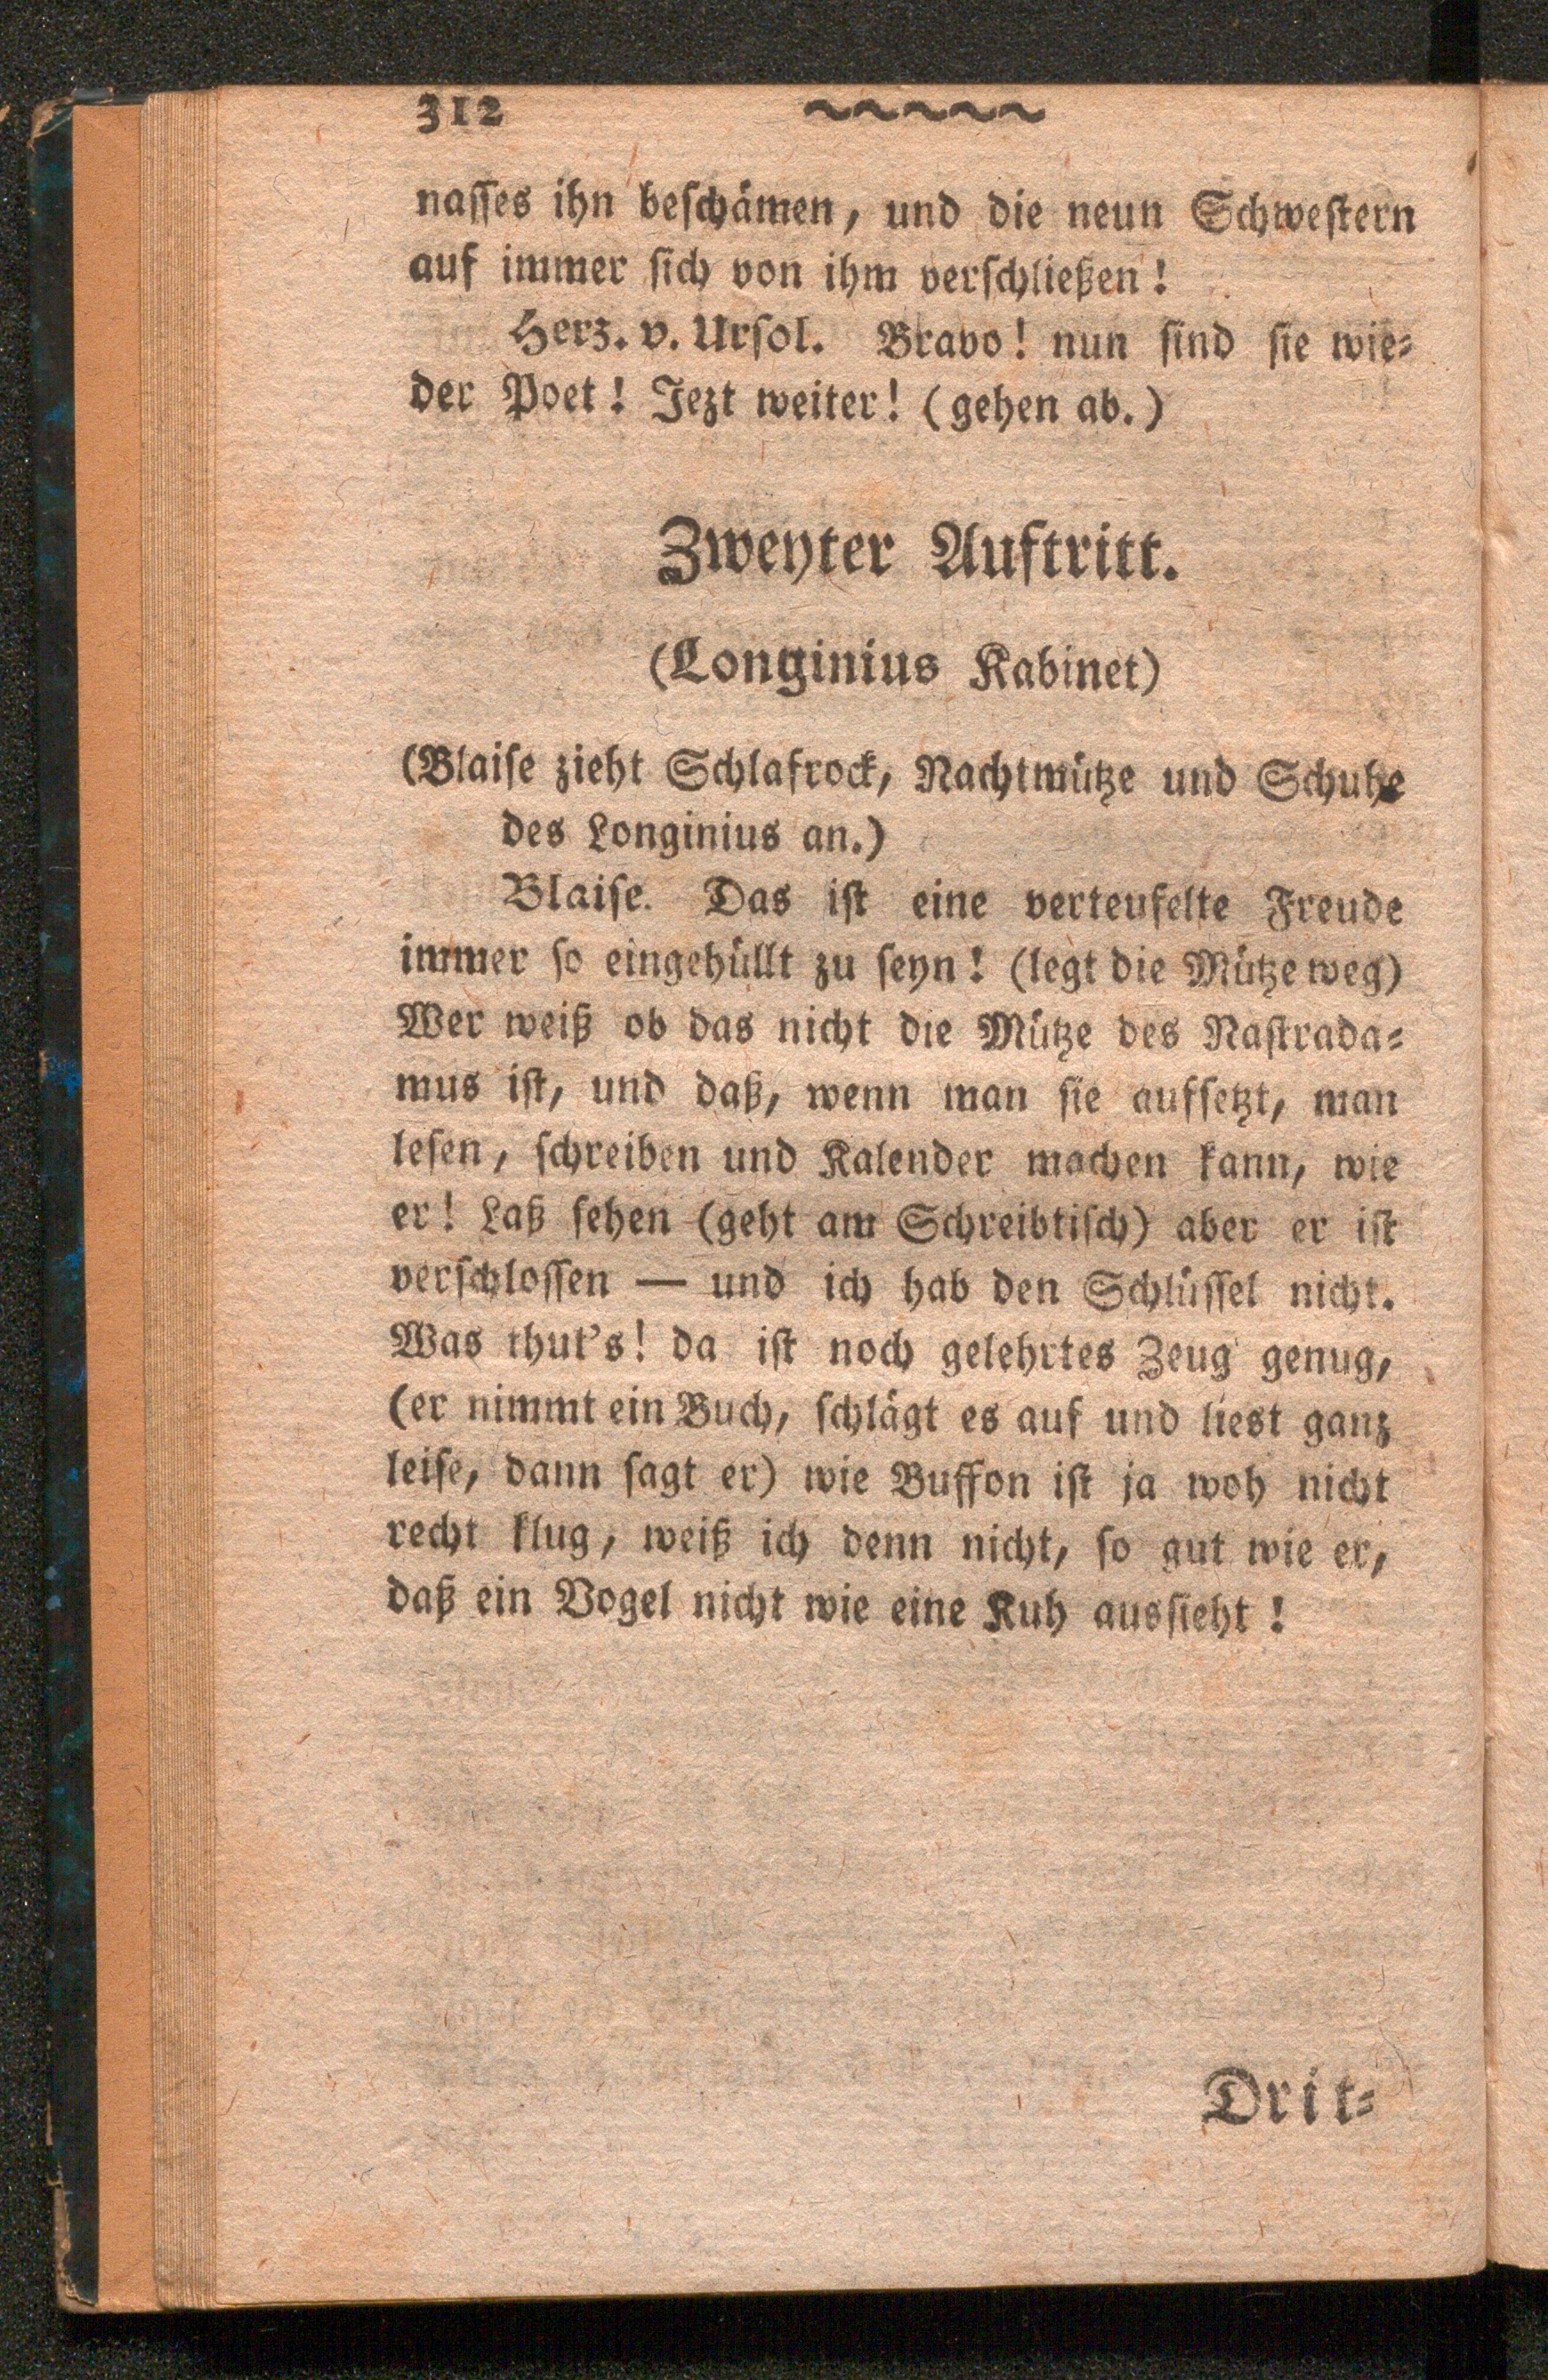 312 ~~~~~
naſſes ihn beſchämen, und die neun Schweſtern
auf immer ſich von ihm verſchließen!
Herz. v. Urſol. Bravo! nun ſind ſie wie⸗
der Poet! Jezt weiter! (gehen ab.)
Zweyter Auftritt.
(Longinius Kabinet)
(Blaiſe zieht Schlafrock, Nachtmütze und Schuhe
des Longinius an.)
Blaiſe. Das iſt eine verteufelte Freude
immer ſo eingehüllt zu ſeyn! (legt die Mütze weg)
Wer weiß ob das nicht die Mütze des Naſtrada⸗
mus iſt, und daß, wenn man ſie aufſetzt, man
leſen, ſchreiben und Kalender machen kann, wie
er! Laß ſehen (geht am Schreibtiſch) aber er iſt
verſchloſſen — und ich hab den Schlüſſel nicht.
Was thut's! da iſt noch gelehrtes Zeug genug,
(er nimmt ein Buch, ſchlägt es auf und liest ganz
leiſe, dann ſagt er) wie Buffon iſt ja woh nicht
recht klug, weiß ich denn nicht, ſo gut wie er,
daß ein Vogel nicht wie eine Kuh ausſieht!
Drit⸗